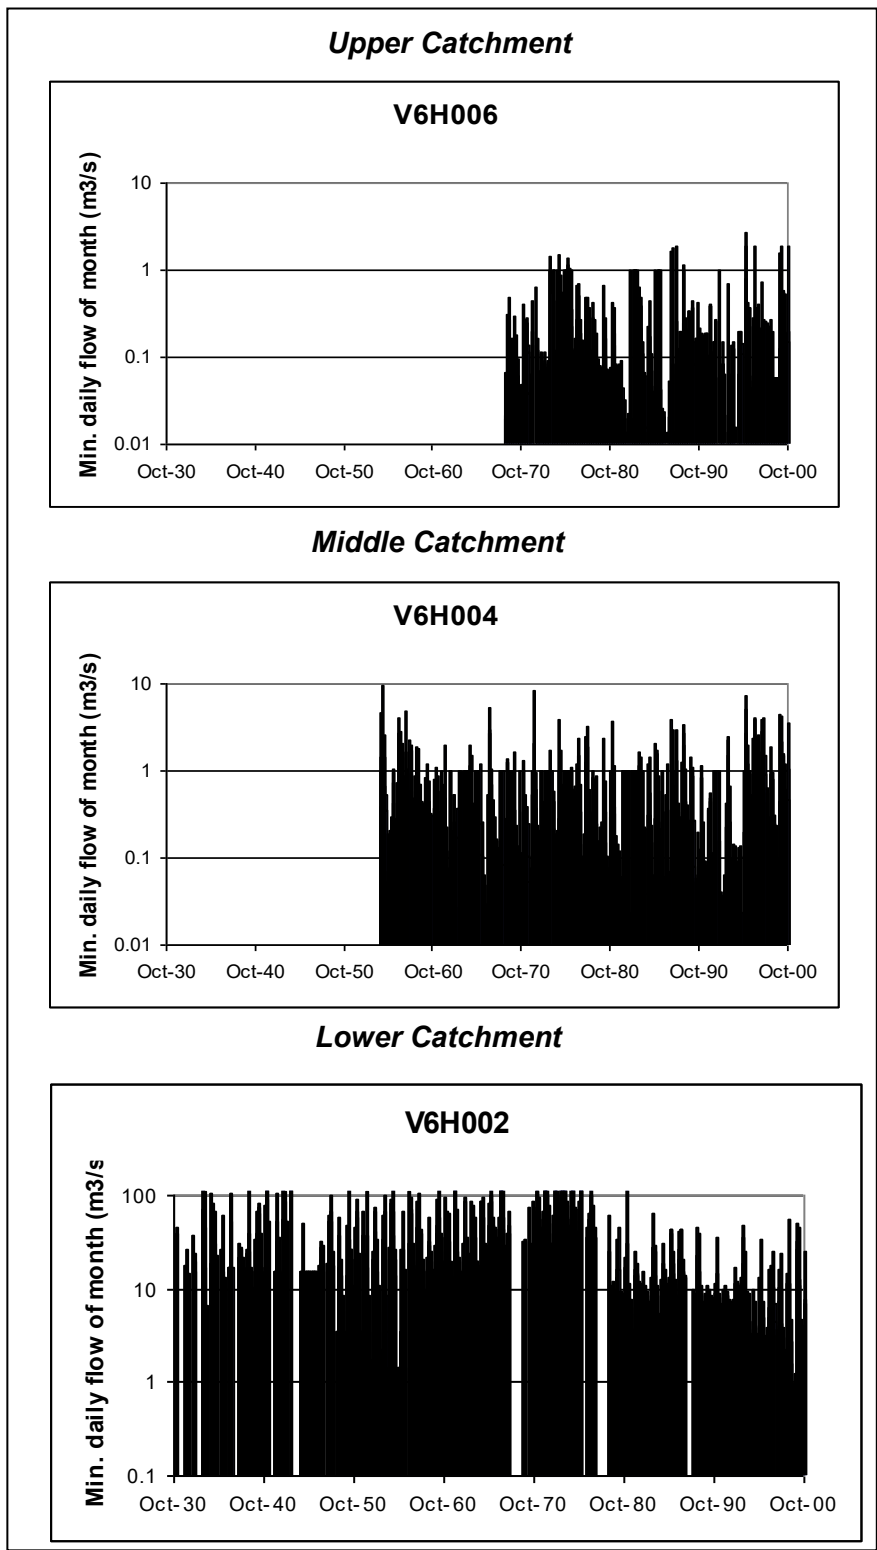 Upper Catchment
V6H006
Min. daily flow of month (m3/s)
10
1
0.1
0.01
Oct-30 Oct-40 Oct-50 Oct-60 Oct-70 Oct-80 Oct-90 Oct-00
Middle Catchment
V6H004
Min. daily flow of month (m3/s)
10
1
0.1
0.01
Oct-30 Oct-40 Oct-50 Oct-60 Oct-70 Oct-80 Oct-90 Oct-00
Lower Catchment
V6H002
Min. daily flow of month (m3/s
100
10
1
0.1
Oct-30 Oct-40 Oct-50 Oct-60 Oct-70 Oct-80 Oct-90 Oct-00